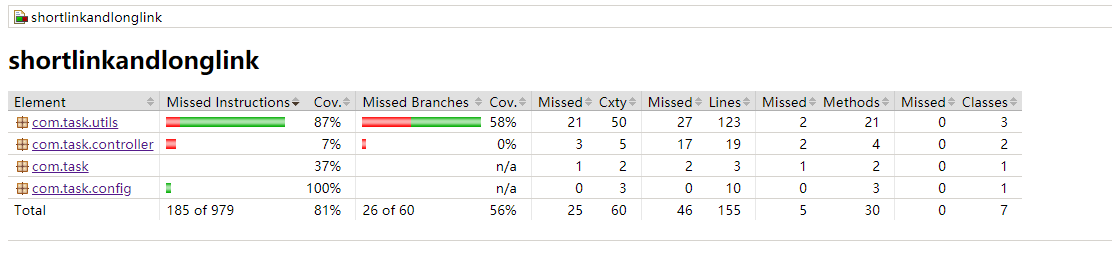 shortlinkandlonglink
shortlinkandlonglink
Element Missed Instructions Cov. Missed Branches Cov. Missed Cxty Missed Lines Missed Methods Missed Classes
com.task.utils 87% 58% 21 50 27 123 2 21 0 3
com.task.controller 7% 0% 3 5 17 19 2 4 0 2
com.task 37% n/a 1 2 2 3 1 2 0 1
com.task.config 100% n/a 0 3 0 10 0 3 0 1
Total 185 of 979 81% 26 of 60 56% 25 60 46 155 5 30 0 7